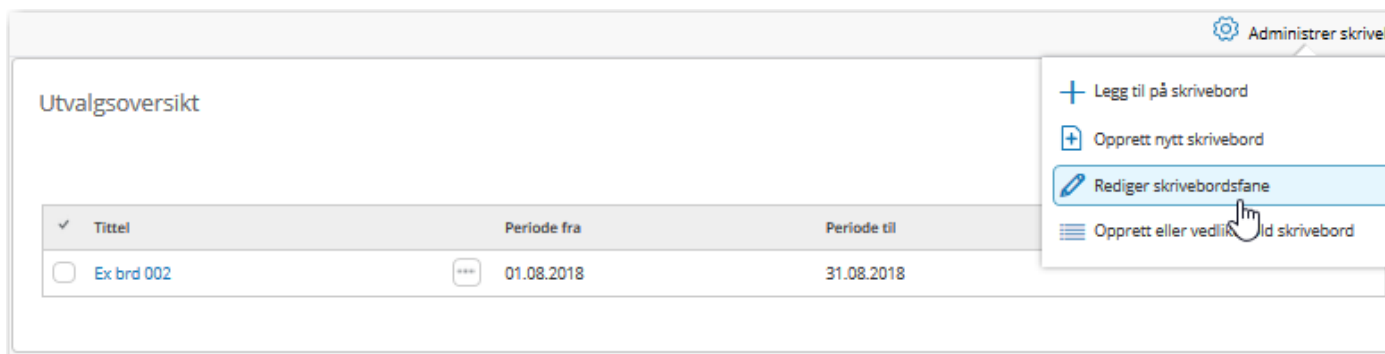 Administrer
Utvalgsoversikt
Legg til på skrivebord
Opprett nytt skrivebord
Rediger skrivebordsfane
Opprett eller skrivebord
Tittel Periode fra Periode til
Ex brd 002 01.08.2018 31.08.2018